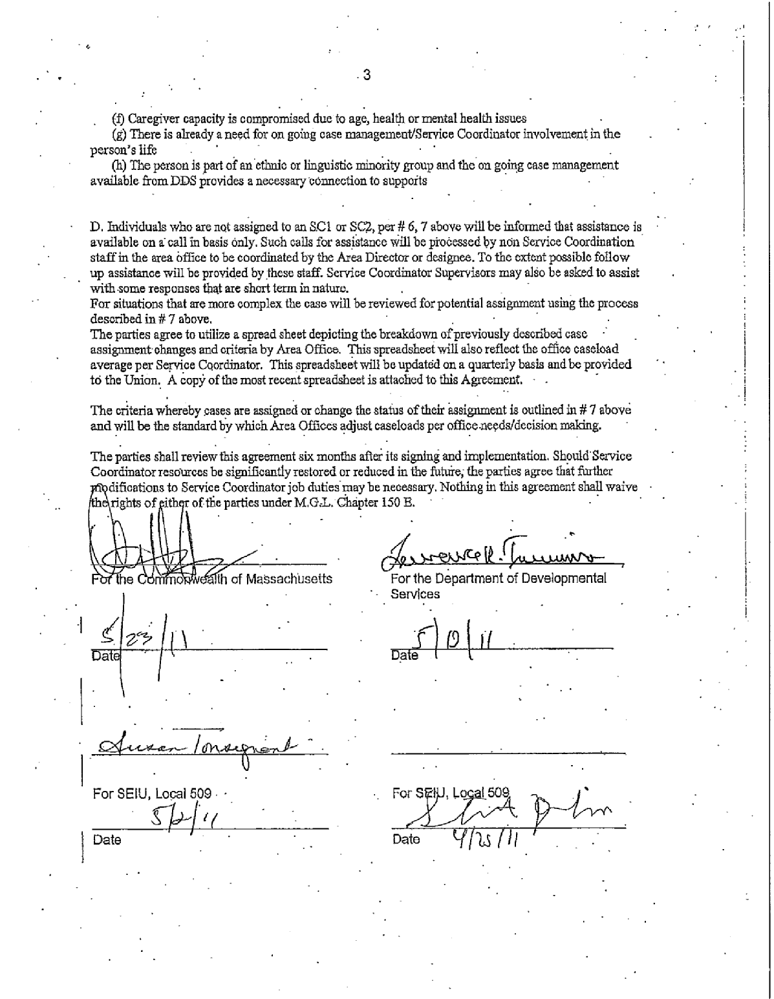 3
(f) Caregiver capacity is compromised due to age, health or mental health issues
(g) There is already a need for on going case management/Service Coordinator involvement in the
person's life
(h) The person is part of an ethnic or linguistic minority group and the on going case management
available from DDS provides a necessary connection to supports
D. Individuals who are not assigned to an SC1 or SC2, per # 6, 7 above will be informed that assistance is
available on a call in basis only. Such calls for assistance will be processed by non Service Coordination
staff in the area office to be coordinated by the Area Director or designee. To the extent possible follow
up assistance will be provided by these staff. Service Coordinator Supervisors may also be asked to assist
with some responses that are short term in nature.
For situations that are more complex the case will be reviewed for potential assignment using the process
described in # 7 above.
The parties agree to utilize a spread sheet depicting the breakdown of previously described case
assignment changes and criteria by Area Office. This spreadsheet will also reflect the office caseload
average per Service Coordinator. This spreadsheet will be updated on a quarterly basis and be provided
to the Union. A copy of the most recent spreadsheet is attached to this Agreement.
The criteria whereby cases are assigned or change the status of their assignment is outlined in # 7 above
and will be the standard by which Area Offices adjust caseloads per office needs/decision making.
The parties shall review this agreement six months after its signing and implementation. Should Service
Coordinator resources be significantly restored or reduced in the future, the parties agree that further
modifications to Service Coordinator job duties may be necessary. Nothing in this agreement shall waive
the rights of either of the parties under M.G.L. Chapter 150 E.
For the Commonwealth of Massachusetts
For the Department of Developmental
Services
5/23/11
Date
5/10/11
Date
Susan Tousignant
For SEIU, Local 509
5/2/11
Date
For SEIU, Local 509
Date 4/25/11